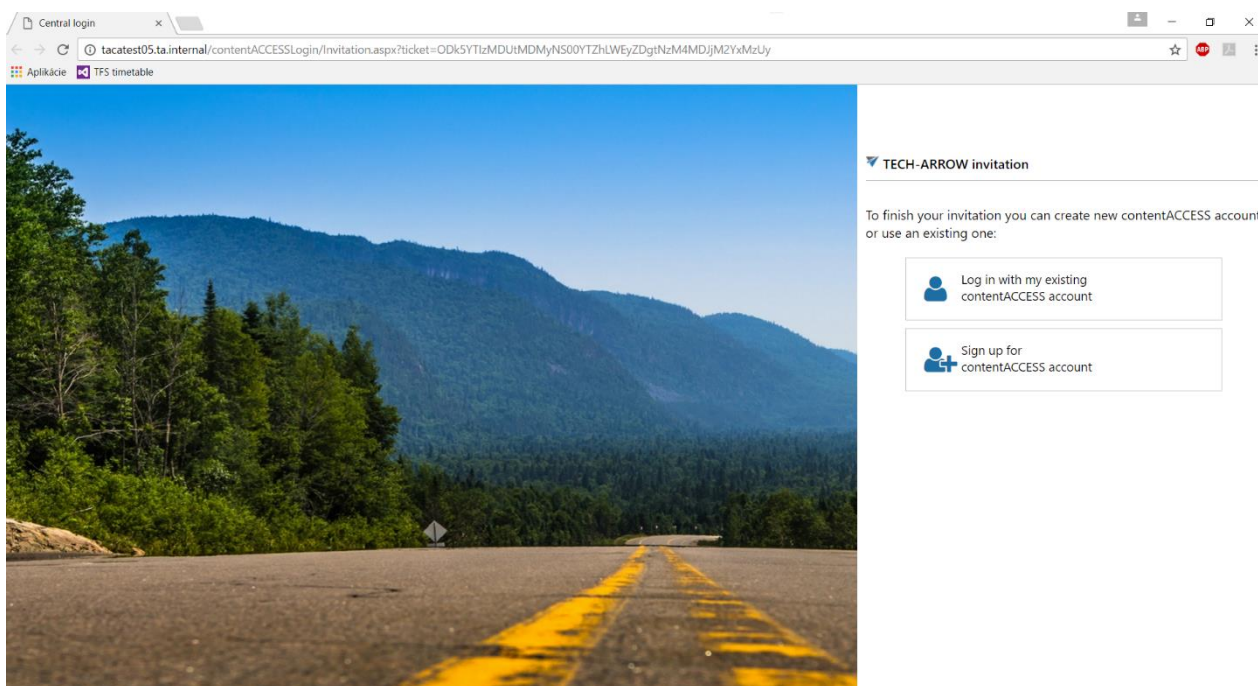 Central login
tacatest05.ta.internal/contentACCESSLogin/Invitation.aspx?ticket=ODk5YTIzMDUtMDMyNS00YTZhLWEyZDgtNzM4MDJjM2YxMzUy
ABP
Aplikácie TFS timetable
TECH-ARROW invitation
To finish your invitation you can create new contentACCESS account
or use an existing one:
Log in with my existing
contentACCESS account
Sign up for
contentACCESS account